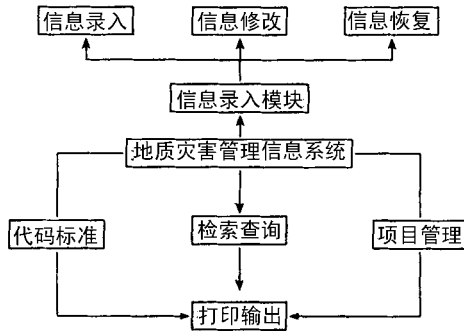 信息录入 信息修改 信息恢复
信息录入模块
地质灾害管理信息系统
代码标准 检索查询 项目管理
打印输出